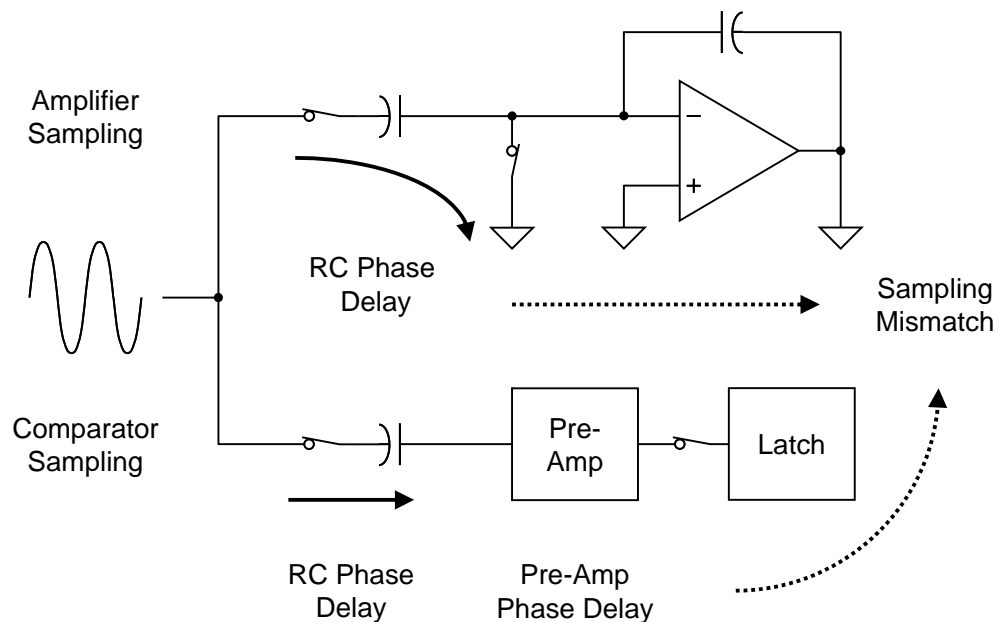 Amplifier
Sampling
−
+
RC Phase
Delay
Sampling
Mismatch
Comparator
Sampling
Pre-
Amp
Latch
RC Phase
Delay
Pre-Amp
Phase Delay